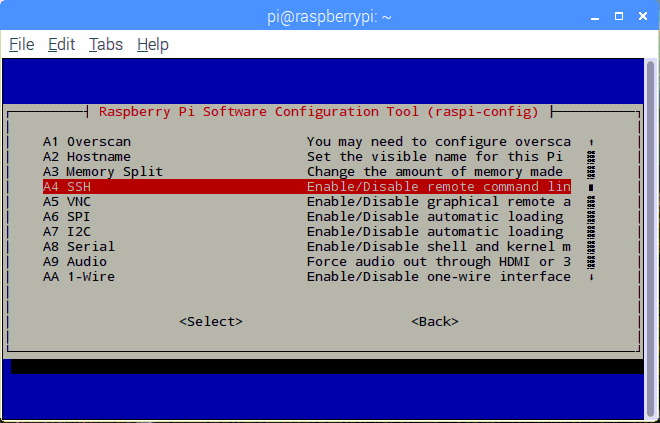 pi@raspberrypi: ~
File Edit Tabs Help
Raspberry Pi Software Configuration Tool (raspi-config)
A1 Overscan You may need to configure oversca
A2 Hostname Set the visible name for this Pi
A3 Memory Split Change the amount of memory made
A4 SSH Enable/Disable remote command lin
A5 VNC Enable/Disable graphical remote a
A6 SPI Enable/Disable automatic loading
A7 I2C Enable/Disable automatic loading
A8 Serial Enable/Disable shell and kernel m
A9 Audio Force audio out through HDMI or 3
AA 1-Wire Enable/Disable one-wire interface
<Select> <Back>